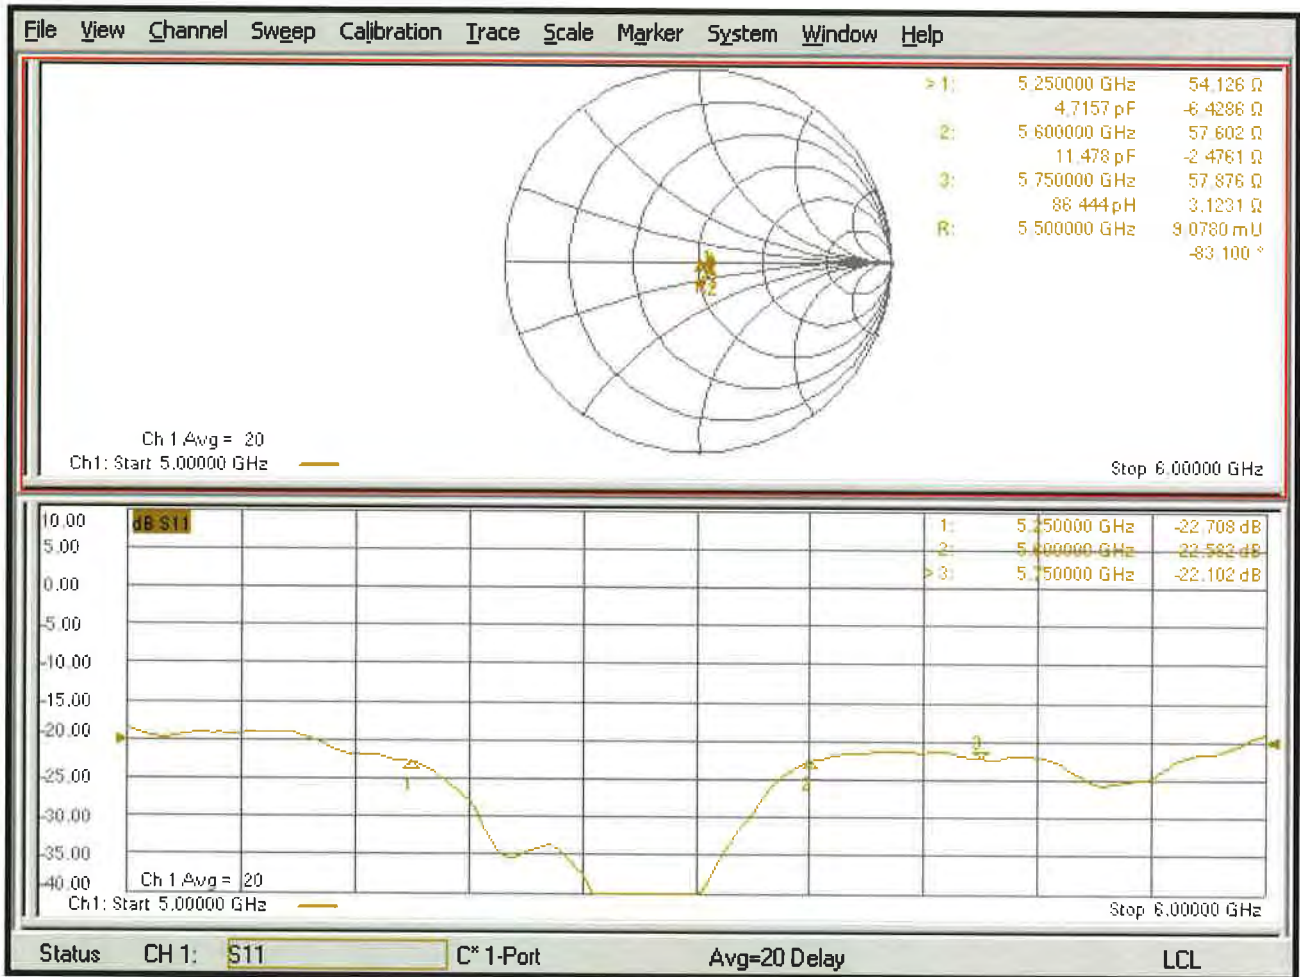 File View Channel Sweep Calibration Trace Scale Marker System Window Help
> 1: 5.250000 GHz 54.126 Ω
4.7157 pF -6.4286 Ω
2: 5.600000 GHz 57.602 Ω
11.478 pF -2.4761 Ω
3: 5.750000 GHz 57.876 Ω
86.444 pH 3.1231 Ω
R: 5.500000 GHz 9.0780 mU
-83.100 °
2
Ch 1 Avg = 20
Ch1: Start 5.00000 GHz
Stop 6.00000 GHz
10.00
dB S11
1: 5.250000 GHz -22.708 dB
5.00
2: 5.600000 GHz -22.582 dB
> 3: 5.750000 GHz -22.102 dB
0.00
-5.00
-10.00
-15.00
-20.00
3
-25.00
1
2
-30.00
-35.00
-40.00
Ch 1 Avg = 20
Ch1: Start 5.00000 GHz
Stop 6.00000 GHz
Status CH 1: S11 C* 1-Port Avg=20 Delay LCL